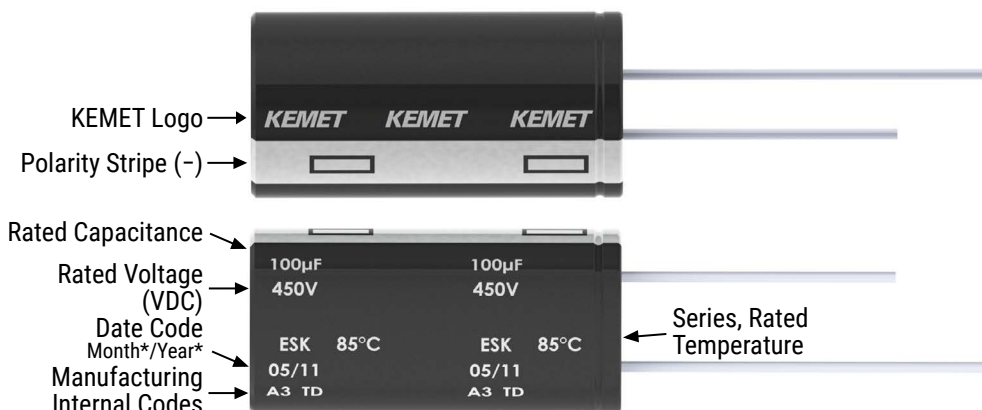 KEMET Logo
KEMET KEMET KEMET
Polarity Stripe (−)
Rated Capacitance
100µF 100µF
Rated Voltage
(VDC)
450V 450V
Date Code
Month*/Year*
ESK 85°C ESK 85°C
Series, Rated
Temperature
05/11 05/11
Manufacturing
Internal Codes
A3 TD A3 TD